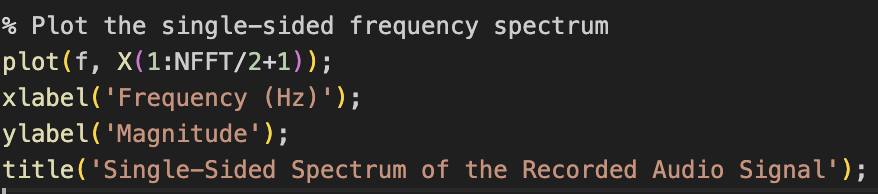 % Plot the single-sided frequency spectrum
plot(f, X(1:NFFT/2+1));
xlabel('Frequency (Hz)');
ylabel('Magnitude');
title('Single-Sided Spectrum of the Recorded Audio Signal');